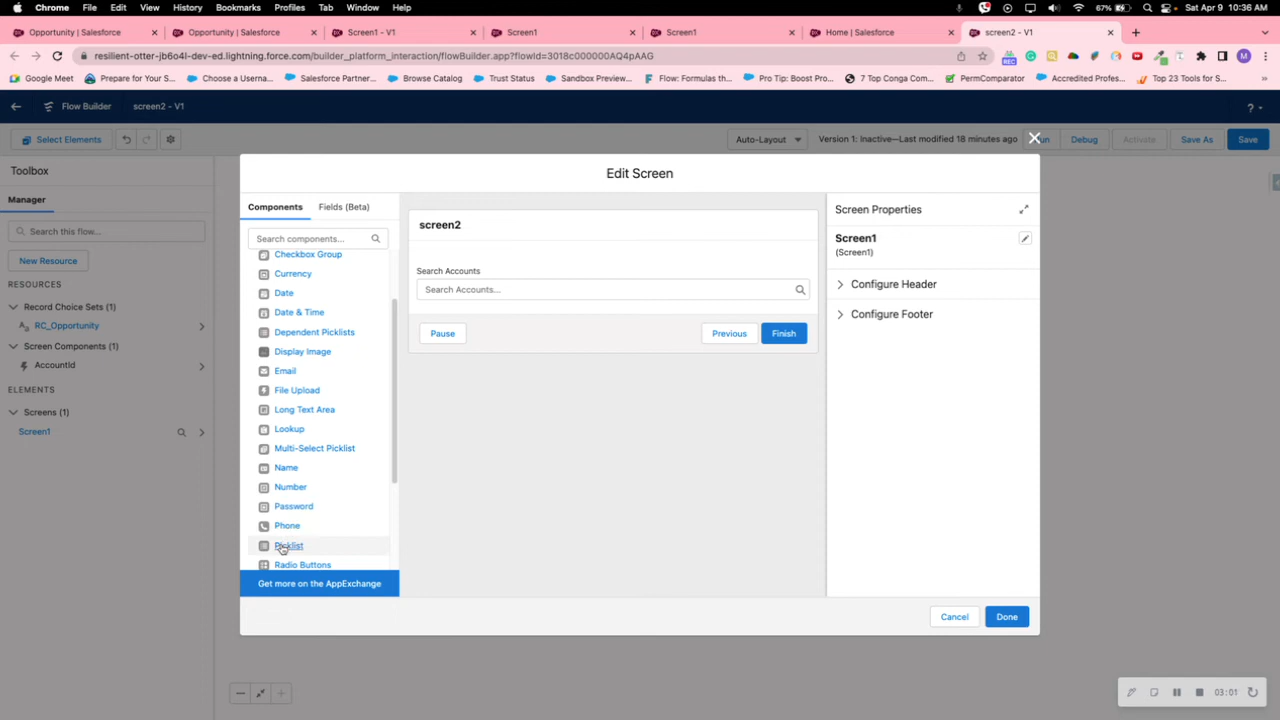 Chrome File Edit View History Bookmarks Profiles Tab Window Help 67% Sat Apr 9 10:36 AM
Opportunity | Salesforce × Opportunity | Salesforce × Screen1 - V1 × Screen1 × Screen1 × Home | Salesforce × screen2 - V1 × +
resilient-otter-jb6o4l-dev-ed.lightning.force.com/builder_platform_interaction/flowBuilder.app?flowId=3018c000000AQ4pAAG
Google Meet Prepare for Your S... Choose a Userna... Salesforce Partner... Browse Catalog Trust Status Sandbox Preview... Flow: Formulas th... Pro Tip: Boost Pro... 7 Top Conga Com... PermComparator Accredited Profes... Top 23 Tools for S... »
Flow Builder screen2 - V1 ?
Select Elements Auto-Layout Version 1: Inactive—Last modified 18 minutes ago Debug Activate Save As Save
Toolbox
Manager
Search this flow...
New Resource
RESOURCES
Record Choice Sets (1)
RC_Opportunity
Screen Components (1)
AccountId
ELEMENTS
Screens (1)
Screen1
Edit Screen
Components Fields (Beta)
Search components...
Checkbox Group
Currency
Date
Date & Time
Dependent Picklists
Display Image
Email
File Upload
Long Text Area
Lookup
Multi-Select Picklist
Name
Number
Password
Phone
Picklist
Radio Buttons
Get more on the AppExchange
screen2
Search Accounts
Search Accounts...
Pause Previous Finish
Screen Properties
Screen1
(Screen1)
Configure Header
Configure Footer
Cancel Done
03:01